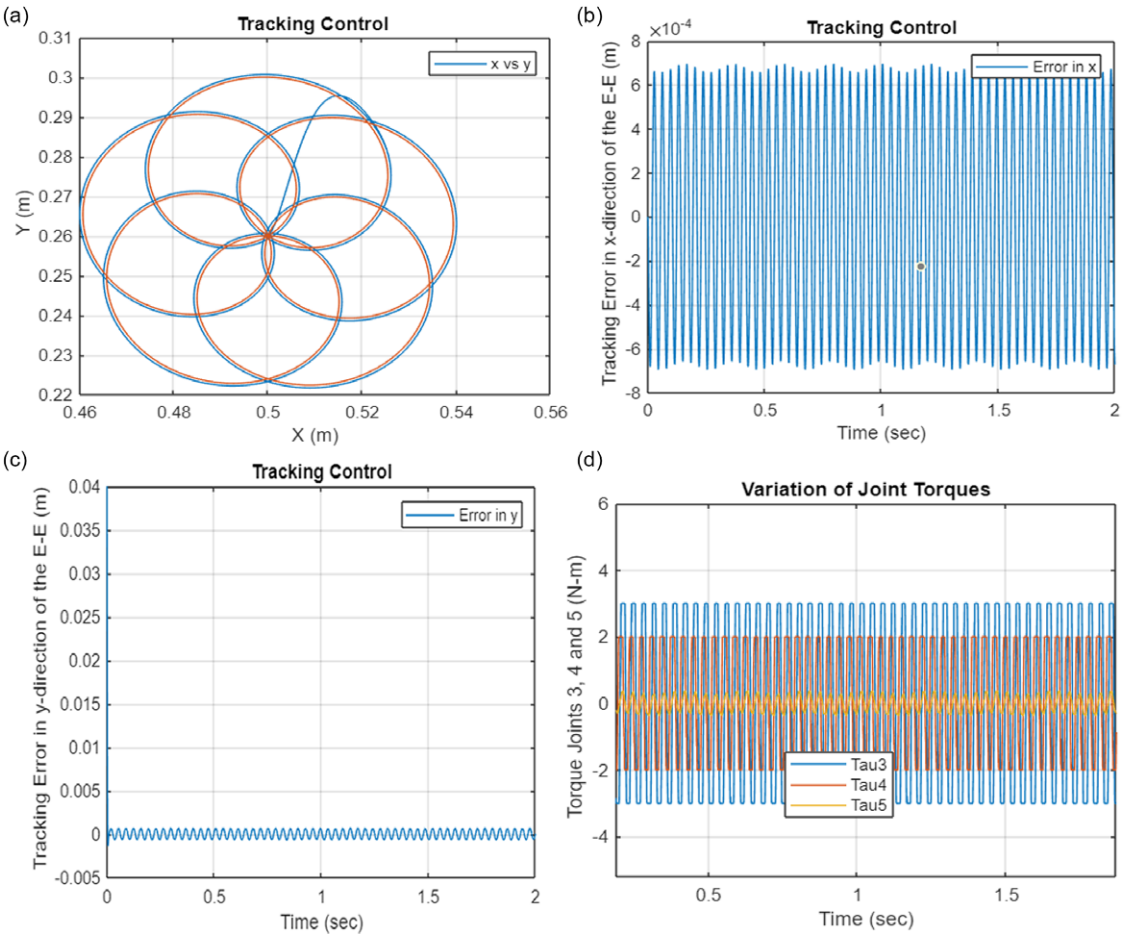 (a)
Tracking Control
x vs y
0.31
0.3
0.29
0.28
0.27
0.26
0.25
0.24
0.23
0.22
Y (m)
0.46 0.48 0.5 0.52 0.54 0.56
X (m)
(b)
Tracking Control
×10⁻⁴
Error in x
8
6
4
2
0
-2
-4
-6
-8
Tracking Error in x-direction of the E-E (m)
0 0.5 1 1.5 2
Time (sec)
(c)
Tracking Control
Error in y
0.04
0.035
0.03
0.025
0.02
0.015
0.01
0.005
0
-0.005
Tracking Error in y-direction of the E-E (m)
0 0.5 1 1.5 2
Time (sec)
(d)
Variation of Joint Torques
6
4
2
0
-2
-4
Torque Joints 3, 4 and 5 (N-m)
Tau3
Tau4
Tau5
0.5 1 1.5
Time (sec)